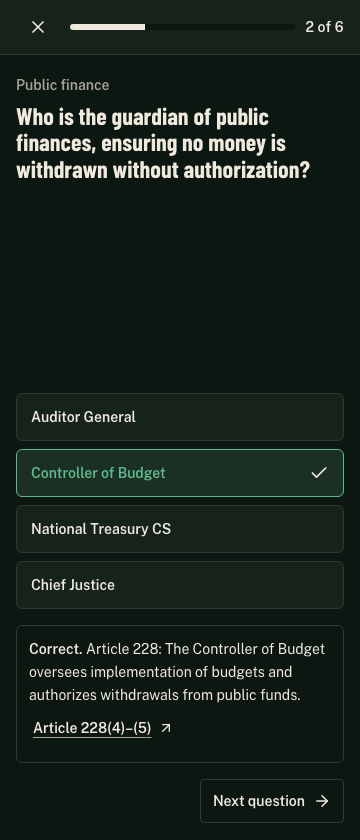 2 of 6
Public finance
Who is the guardian of public
finances, ensuring no money is
withdrawn without authorization?
Auditor General
Controller of Budget
National Treasury CS
Chief Justice
Correct. Article 228: The Controller of Budget
oversees implementation of budgets and
authorizes withdrawals from public funds.
Article 228(4)–(5)
Next question